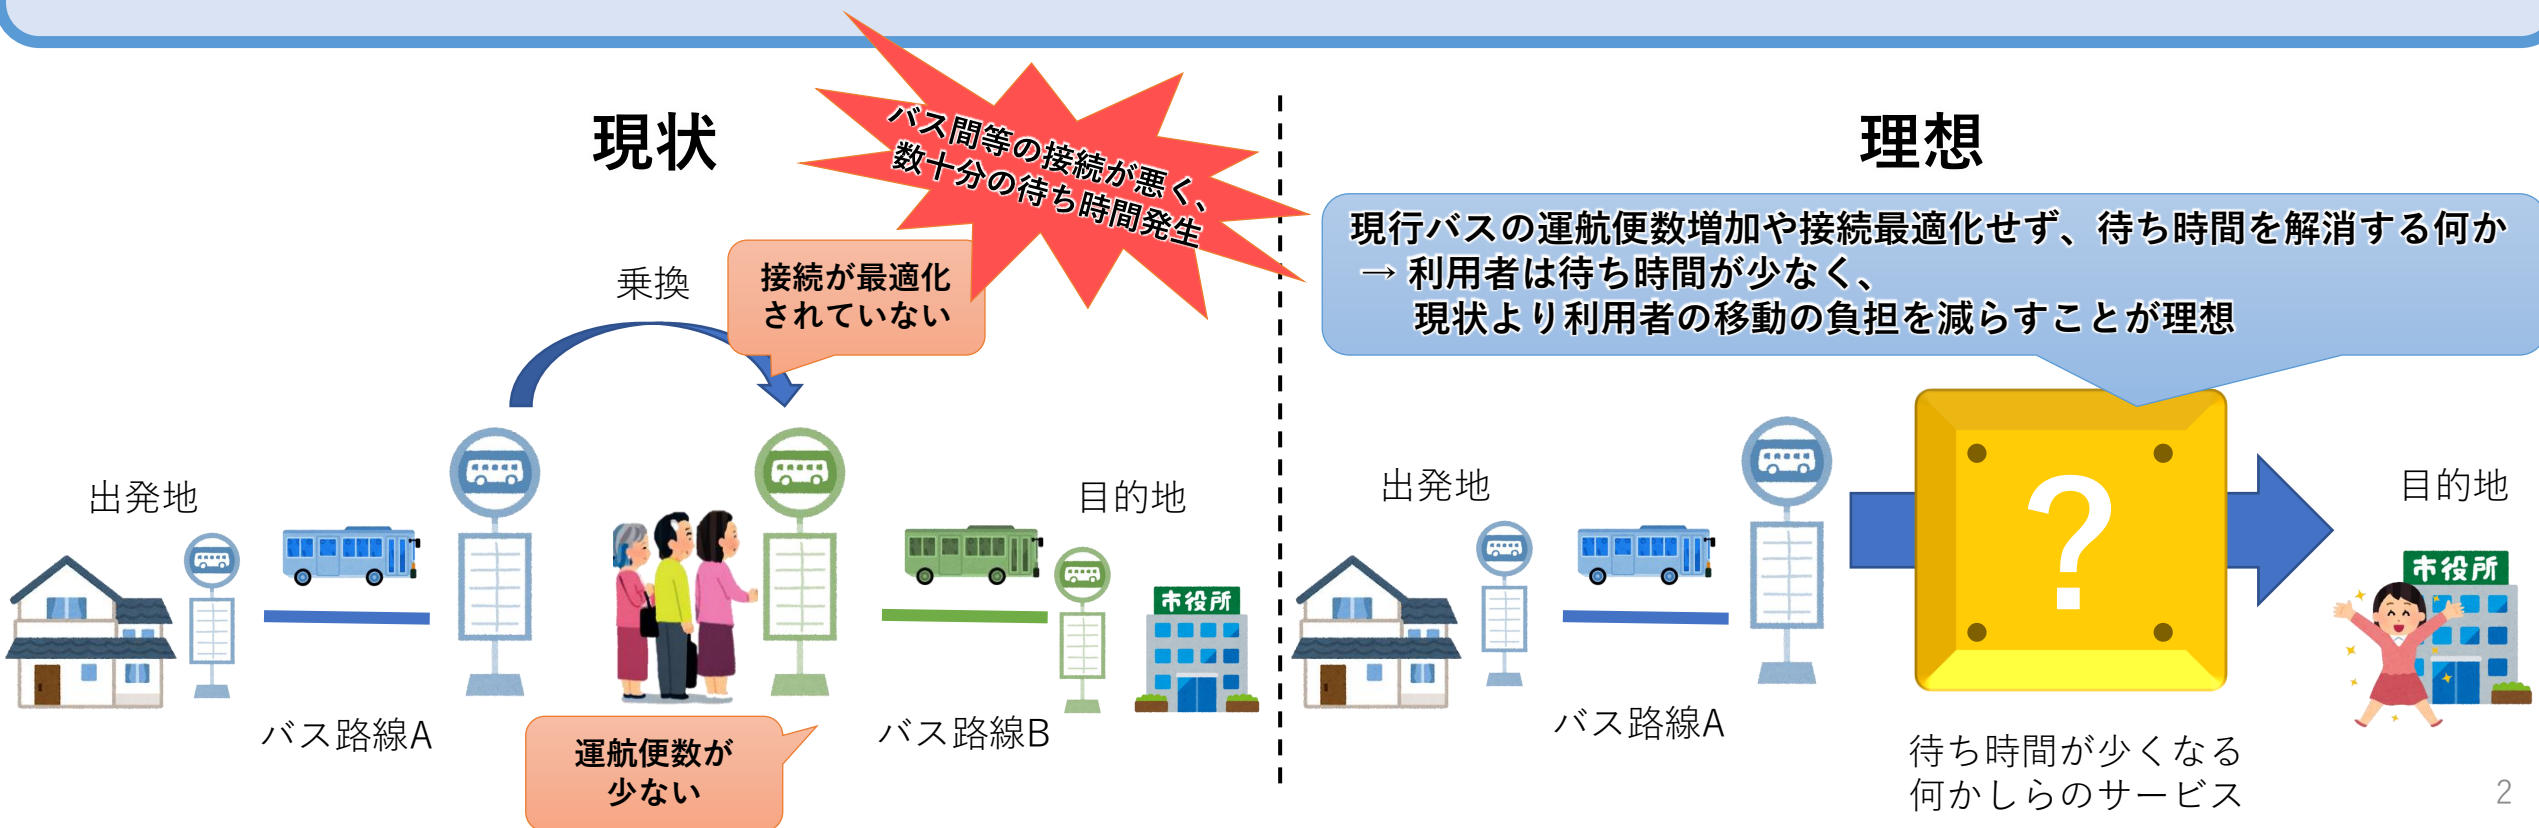 現状
バス間等の接続が悪く、
数十分の待ち時間発生
乗換
接続が最適化
されていない
出発地
目的地
市役所
バス路線A
バス路線B
運航便数が
少ない
理想
現行バスの運航便数増加や接続最適化せず、待ち時間を解消する何か
→ 利用者は待ち時間が少なく、
現状より利用者の移動の負担を減らすことが理想
出発地
?
目的地
市役所
バス路線A
待ち時間が少くなる
何かしらのサービス
2